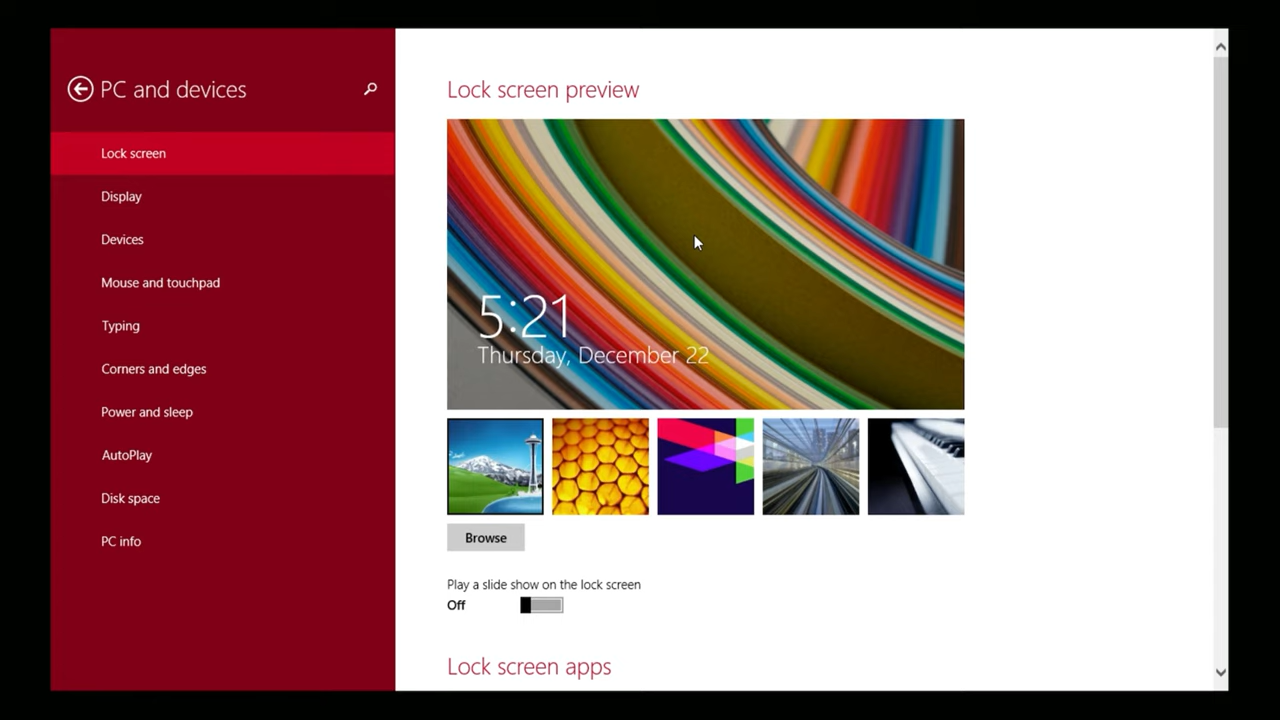 PC and devices
Lock screen
Display
Devices
Mouse and touchpad
Typing
Corners and edges
Power and sleep
AutoPlay
Disk space
PC info
Lock screen preview
5:21
Thursday, December 22
Browse
Play a slide show on the lock screen
Off
Lock screen apps